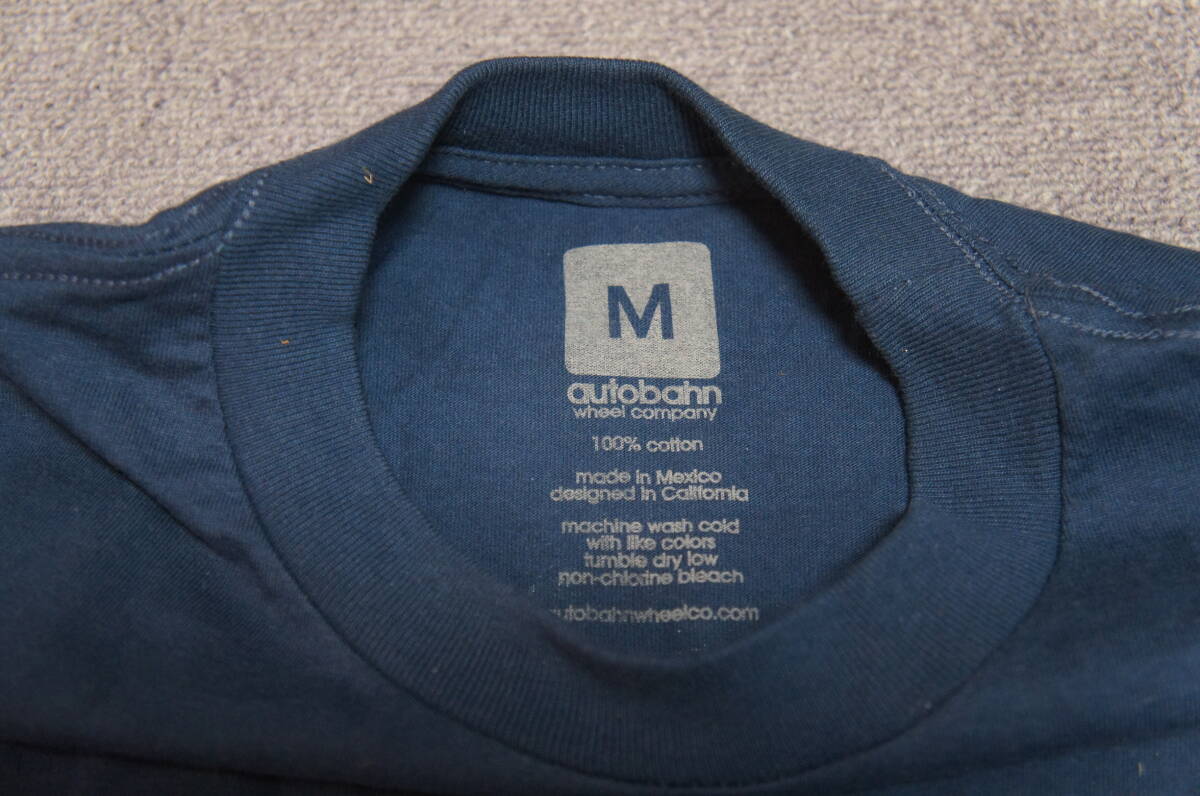 M
autobahn
wheel company
100% cotton
made in Mexico
designed in California
machine wash cold
with like colors
tumble dry low
non-chlorine bleach
utobahnwheelco.com